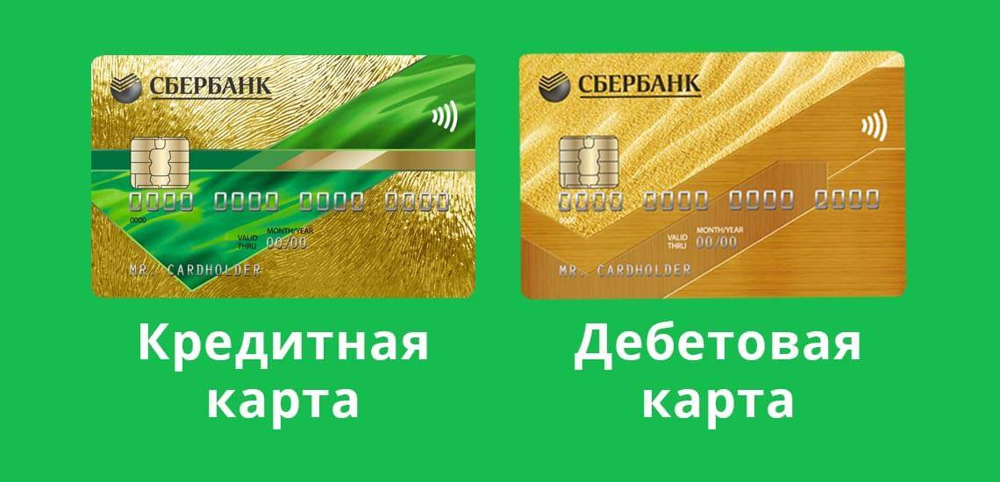 СБЕРБАНК
0000 0000 0000 0000
0000
VALID THRU
MONTH/YEAR
00/00
MR. CARDHOLDER
Кредитная
карта
СБЕРБАНК
0000 0000 0000 0000
0000
VALID THRU
MONTH/YEAR
00/00
MR. CARDHOLDER
Дебетовая
карта